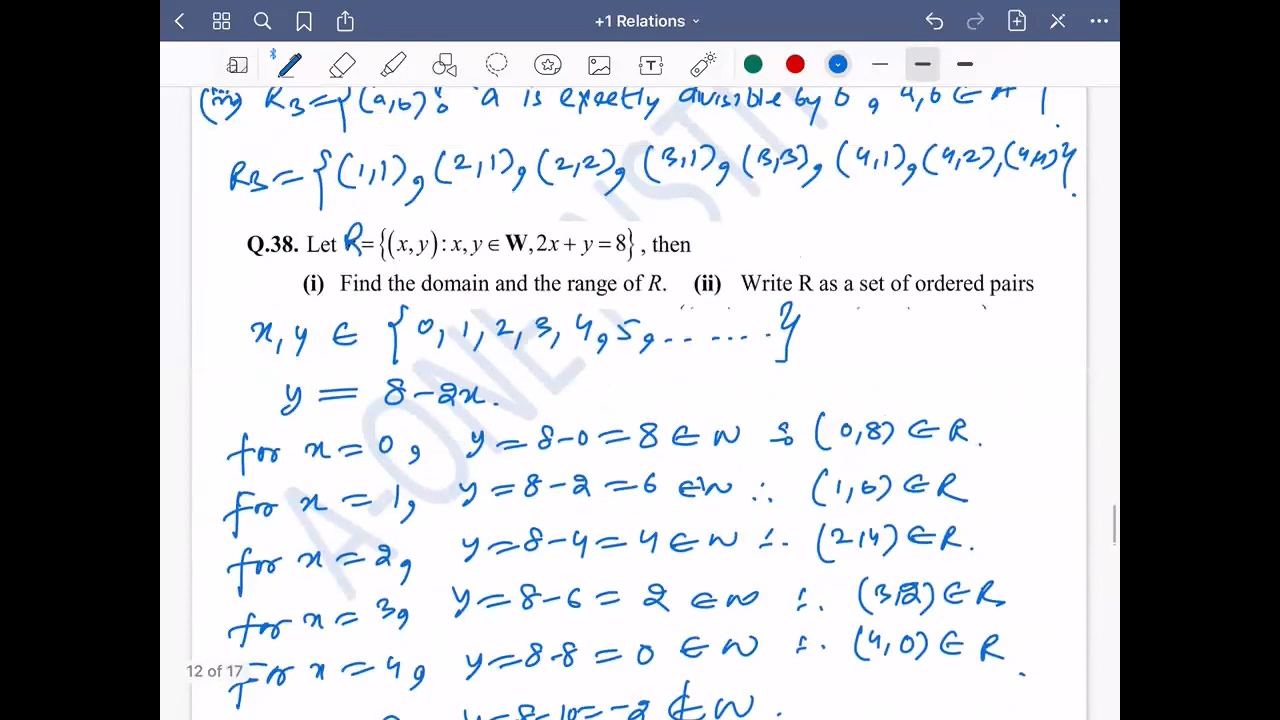 +1 Relations
(iii) R3={(a,b): a is exactly divisible by b, a,b ∈ A}
R3={(1,1), (2,1), (2,2), (3,1), (3,3), (4,1), (4,2), (4,4)}
Q.38. Let R={(x,y):x,y∈W,2x+y=8}, then
(i) Find the domain and the range of R. (ii) Write R as a set of ordered pairs
x,y ∈ {0,1,2,3,4,5,.......}
y = 8-2x.
for x=0, y=8-0=8 ∈ W ∴ (0,8) ∈ R.
for x=1, y=8-2=6 ∈ W ∴ (1,6) ∈ R
for x=2, y=8-4=4 ∈ W ∴ (2,4) ∈ R.
for x=3, y=8-6=2 ∈ W ∴ (3,2) ∈ R
for x=4, y=8-8=0 ∈ W ∴ (4,0) ∈ R
y=8-10=-2 ∉ W.
12 of 17